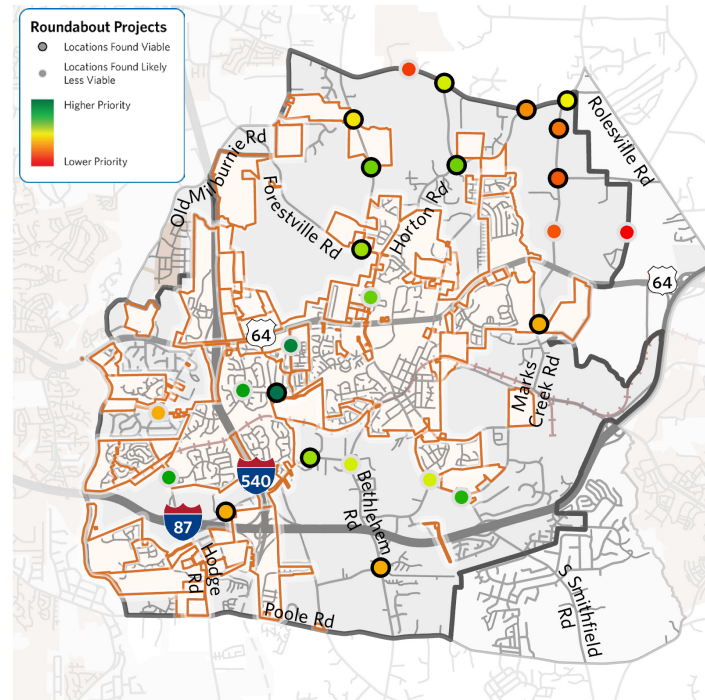 Roundabout Projects
Locations Found Viable
Locations Found Likely
Less Viable
Higher Priority
Lower Priority
Rolesville Rd
Old Milburnie Rd
Forestville Rd
Horton Rd
64
64
Marks
Creek Rd
540
Bethlehem
Rd
87
Hodge
Rd
S Smithfield
Rd
Poole Rd